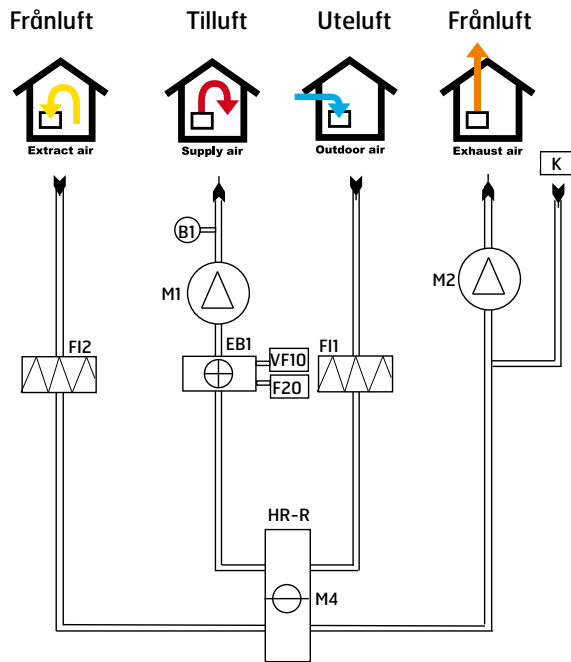 Frånluft Tilluft Uteluft Frånluft
Extract air Supply air Outdoor air Exhaust air
K
B1
M1
M2
FI2
EB1
FI1
VF10
F20
HR-R
M4